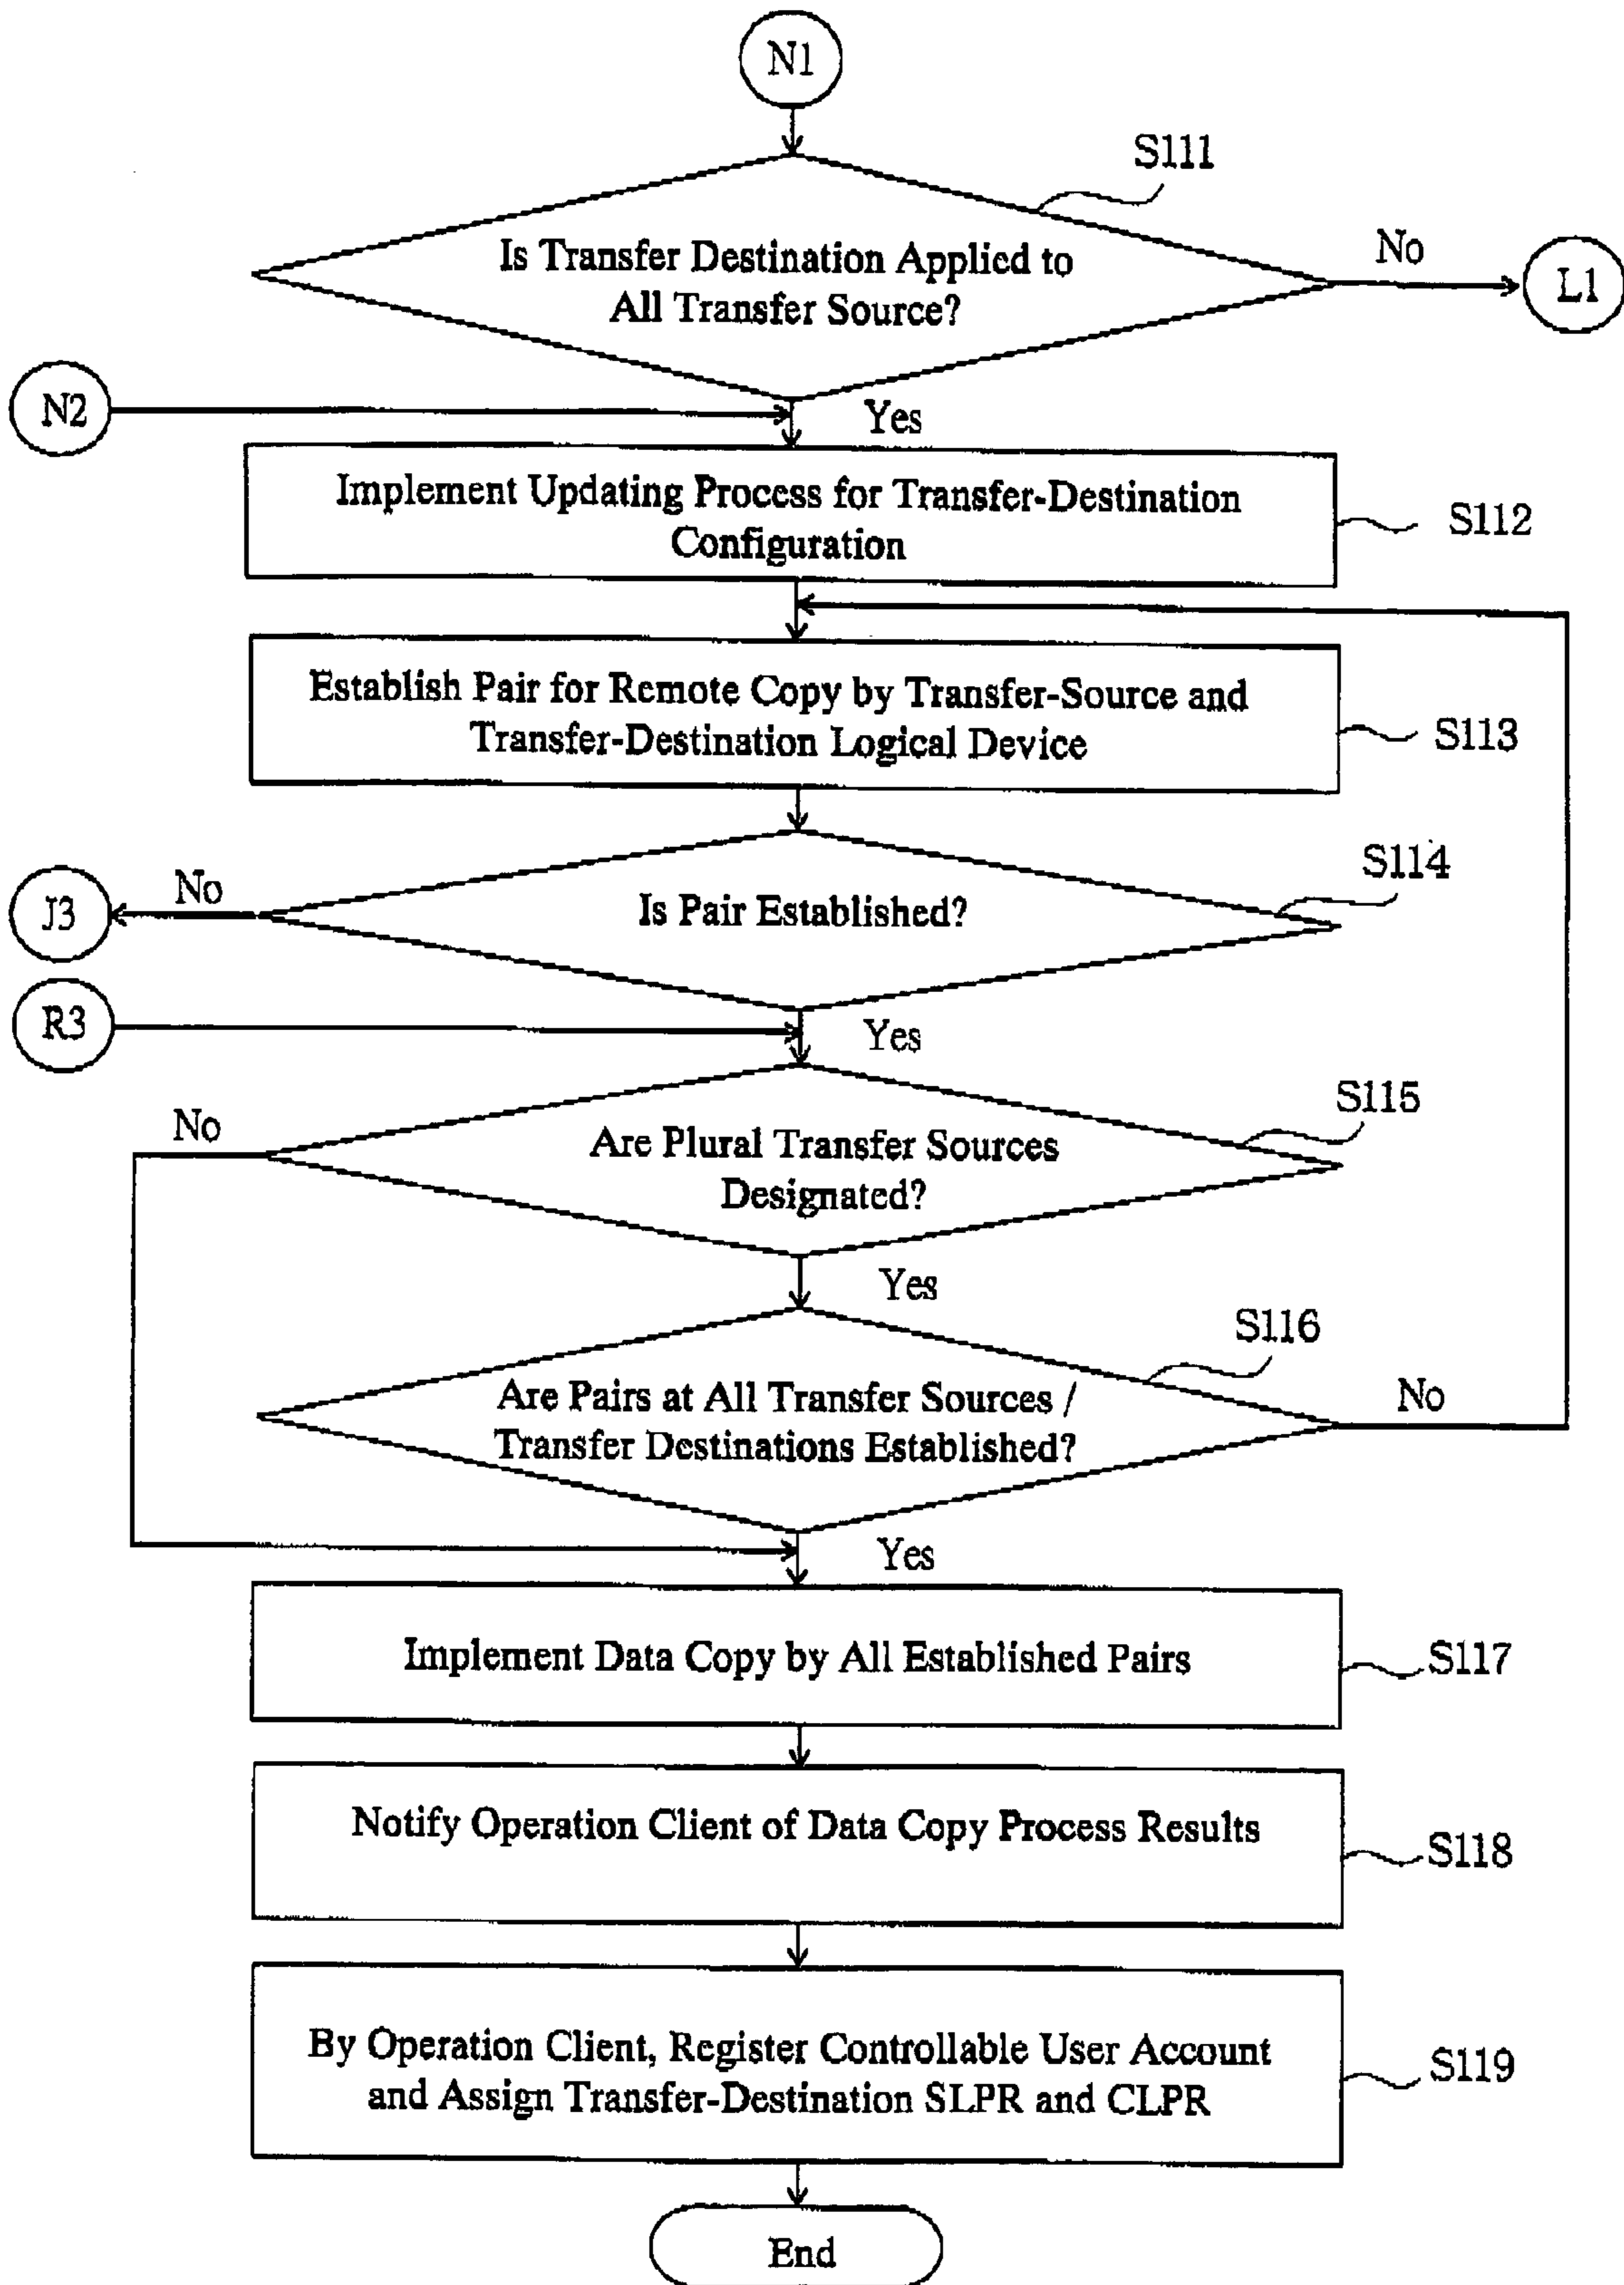 N1
S111
Is Transfer Destination Applied to
All Transfer Source?
No
L1
N2
Yes
Implement Updating Process for Transfer-Destination
Configuration
S112
Establish Pair for Remote Copy by Transfer-Source and
Transfer-Destination Logical Device
S113
S114
No
J3
Is Pair Established?
R3
Yes
S115
No
Are Plural Transfer Sources
Designated?
Yes
S116
Are Pairs at All Transfer Sources /
Transfer Destinations Established?
No
Yes
Implement Data Copy by All Established Pairs
S117
Notify Operation Client of Data Copy Process Results
S118
By Operation Client, Register Controllable User Account
and Assign Transfer-Destination SLPR and CLPR
S119
End